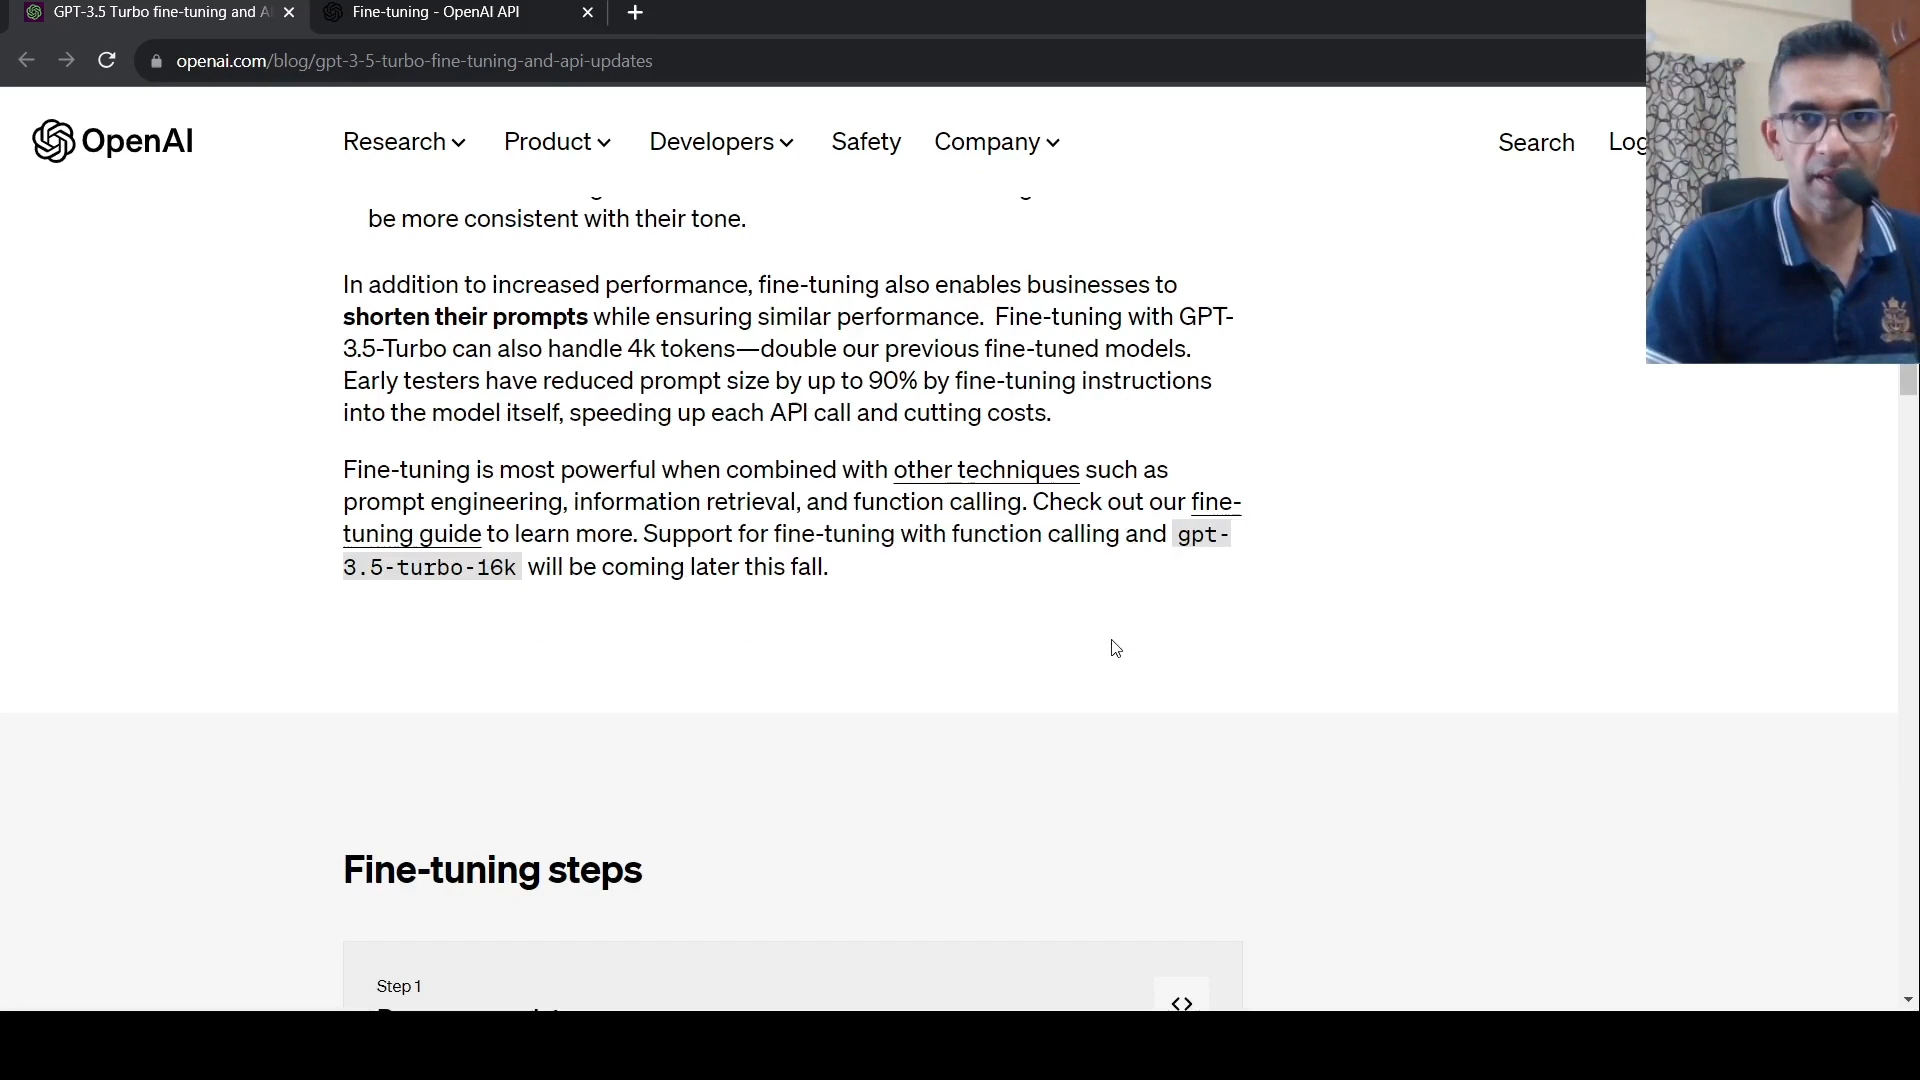 GPT-3.5 Turbo fine-tuning and A
Fine-tuning - OpenAI API
openai.com/blog/gpt-3-5-turbo-fine-tuning-and-api-updates
OpenAI
Research
Product
Developers
Safety
Company
Search
Log
be more consistent with their tone.
In addition to increased performance, fine-tuning also enables businesses to
shorten their prompts while ensuring similar performance.  Fine-tuning with GPT-
3.5-Turbo can also handle 4k tokens—double our previous fine-tuned models.
Early testers have reduced prompt size by up to 90% by fine-tuning instructions
into the model itself, speeding up each API call and cutting costs.
Fine-tuning is most powerful when combined with other techniques such as
prompt engineering, information retrieval, and function calling. Check out our fine-
tuning guide to learn more. Support for fine-tuning with function calling and gpt-
3.5-turbo-16k will be coming later this fall.
Fine-tuning steps
Step 1